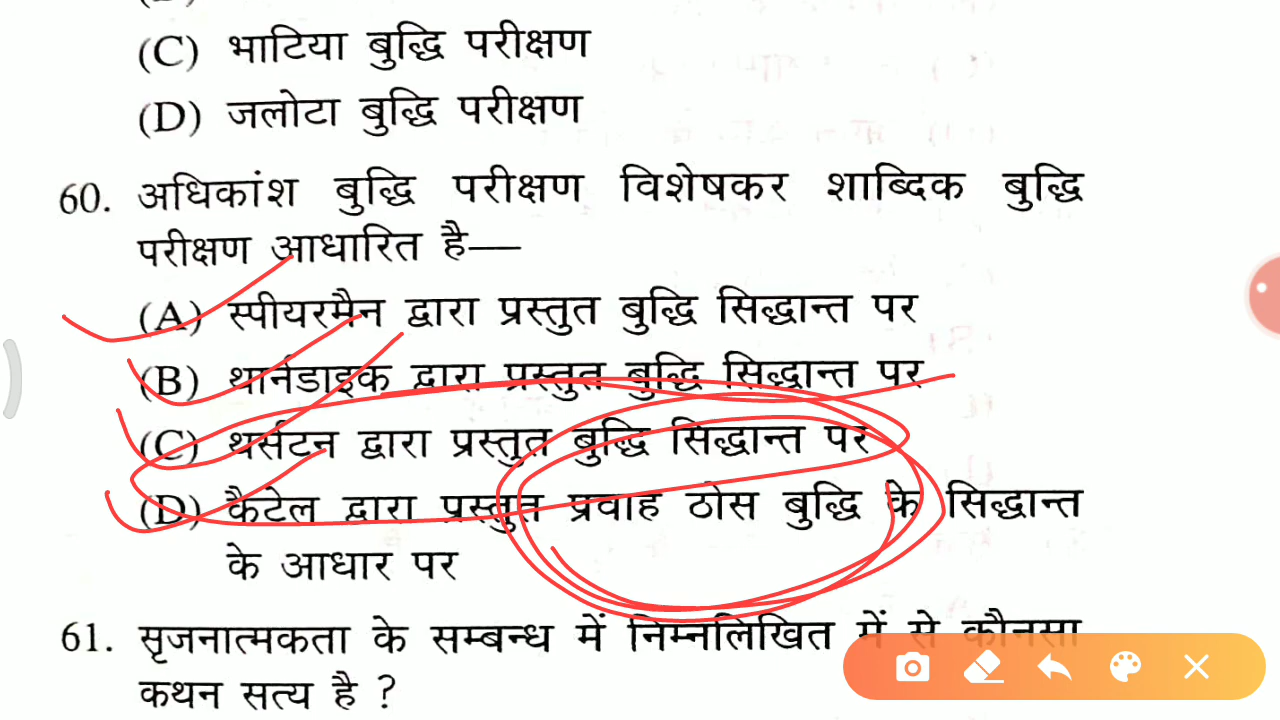 (C) भाटिया बुद्धि परीक्षण
(D) जलोटा बुद्धि परीक्षण
60. अधिकांश बुद्धि परीक्षण विशेषकर शाब्दिक बुद्धि
परीक्षण आधारित है—
(A) स्पीयरमैन द्वारा प्रस्तुत बुद्धि सिद्धान्त पर
(B) थार्नडाइक द्वारा प्रस्तुत बुद्धि सिद्धान्त पर
(C) थर्सटन द्वारा प्रस्तुत बुद्धि सिद्धान्त पर
(D) कैटेल द्वारा प्रस्तुत प्रवाह ठोस बुद्धि के सिद्धान्त
के आधार पर
61. सृजनात्मकता के सम्बन्ध में निम्नलिखित में से कौनसा
कथन सत्य है ?